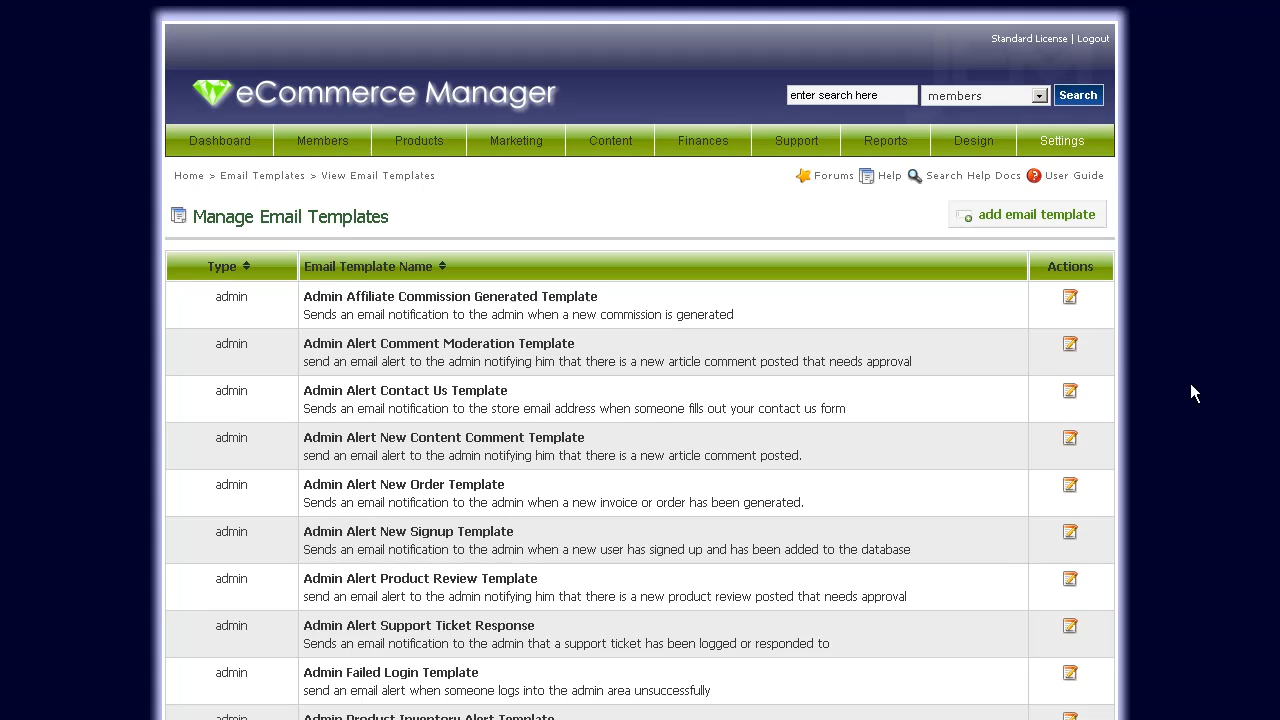 Standard License | Logout
eCommerce Manager
enter search here members Search
Dashboard Members Products Marketing Content Finances Support Reports Design Settings
Home > Email Templates > View Email Templates
Forums Help Search Help Docs User Guide
Manage Email Templates
add email template
Type Email Template Name Actions
admin Admin Affiliate Commission Generated Template
Sends an email notification to the admin when a new commission is generated
admin Admin Alert Comment Moderation Template
send an email alert to the admin notifying him that there is a new article comment posted that needs approval
admin Admin Alert Contact Us Template
Sends an email notification to the store email address when someone fills out your contact us form
admin Admin Alert New Content Comment Template
send an email alert to the admin notifying him that there is a new article comment posted.
admin Admin Alert New Order Template
Sends an email notification to the admin when a new invoice or order has been generated.
admin Admin Alert New Signup Template
Sends an email notification to the admin when a new user has signed up and has been added to the database
admin Admin Alert Product Review Template
send an email alert to the admin notifying him that there is a new product review posted that needs approval
admin Admin Alert Support Ticket Response
Sends an email notification to the admin that a support ticket has been logged or responded to
admin Admin Failed Login Template
send an email alert when someone logs into the admin area unsuccessfully
admin Admin Product Inventory Alert Template